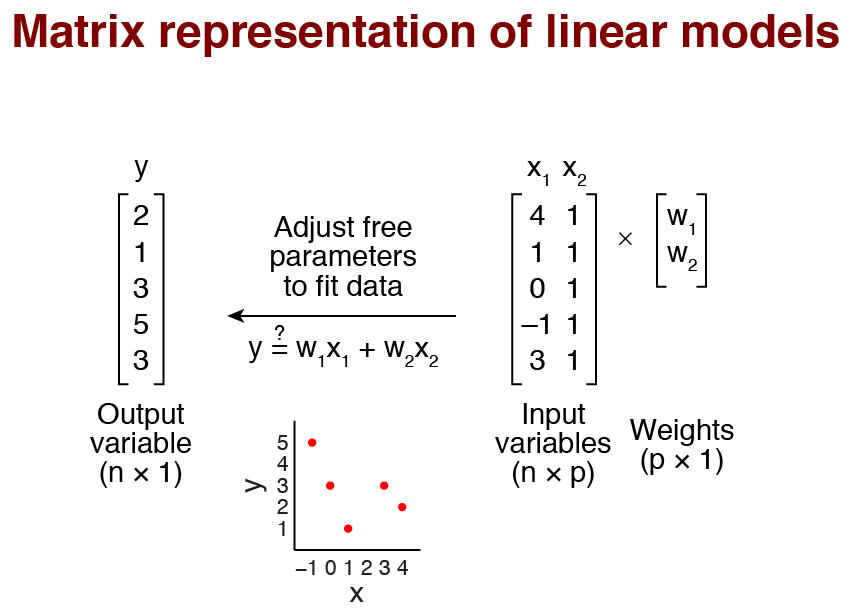 Matrix representation of linear models
y
2
1
3
5
3
Output
variable
(n × 1)
Adjust free
parameters
to fit data
y ≟ w₁x₁ + w₂x₂
x₁ x₂
4 1
1 1
0 1
–1 1
3 1
×
w₁
w₂
Input
variables
(n × p)
Weights
(p × 1)
y
5
4
3
2
1
–1 0 1 2 3 4
x